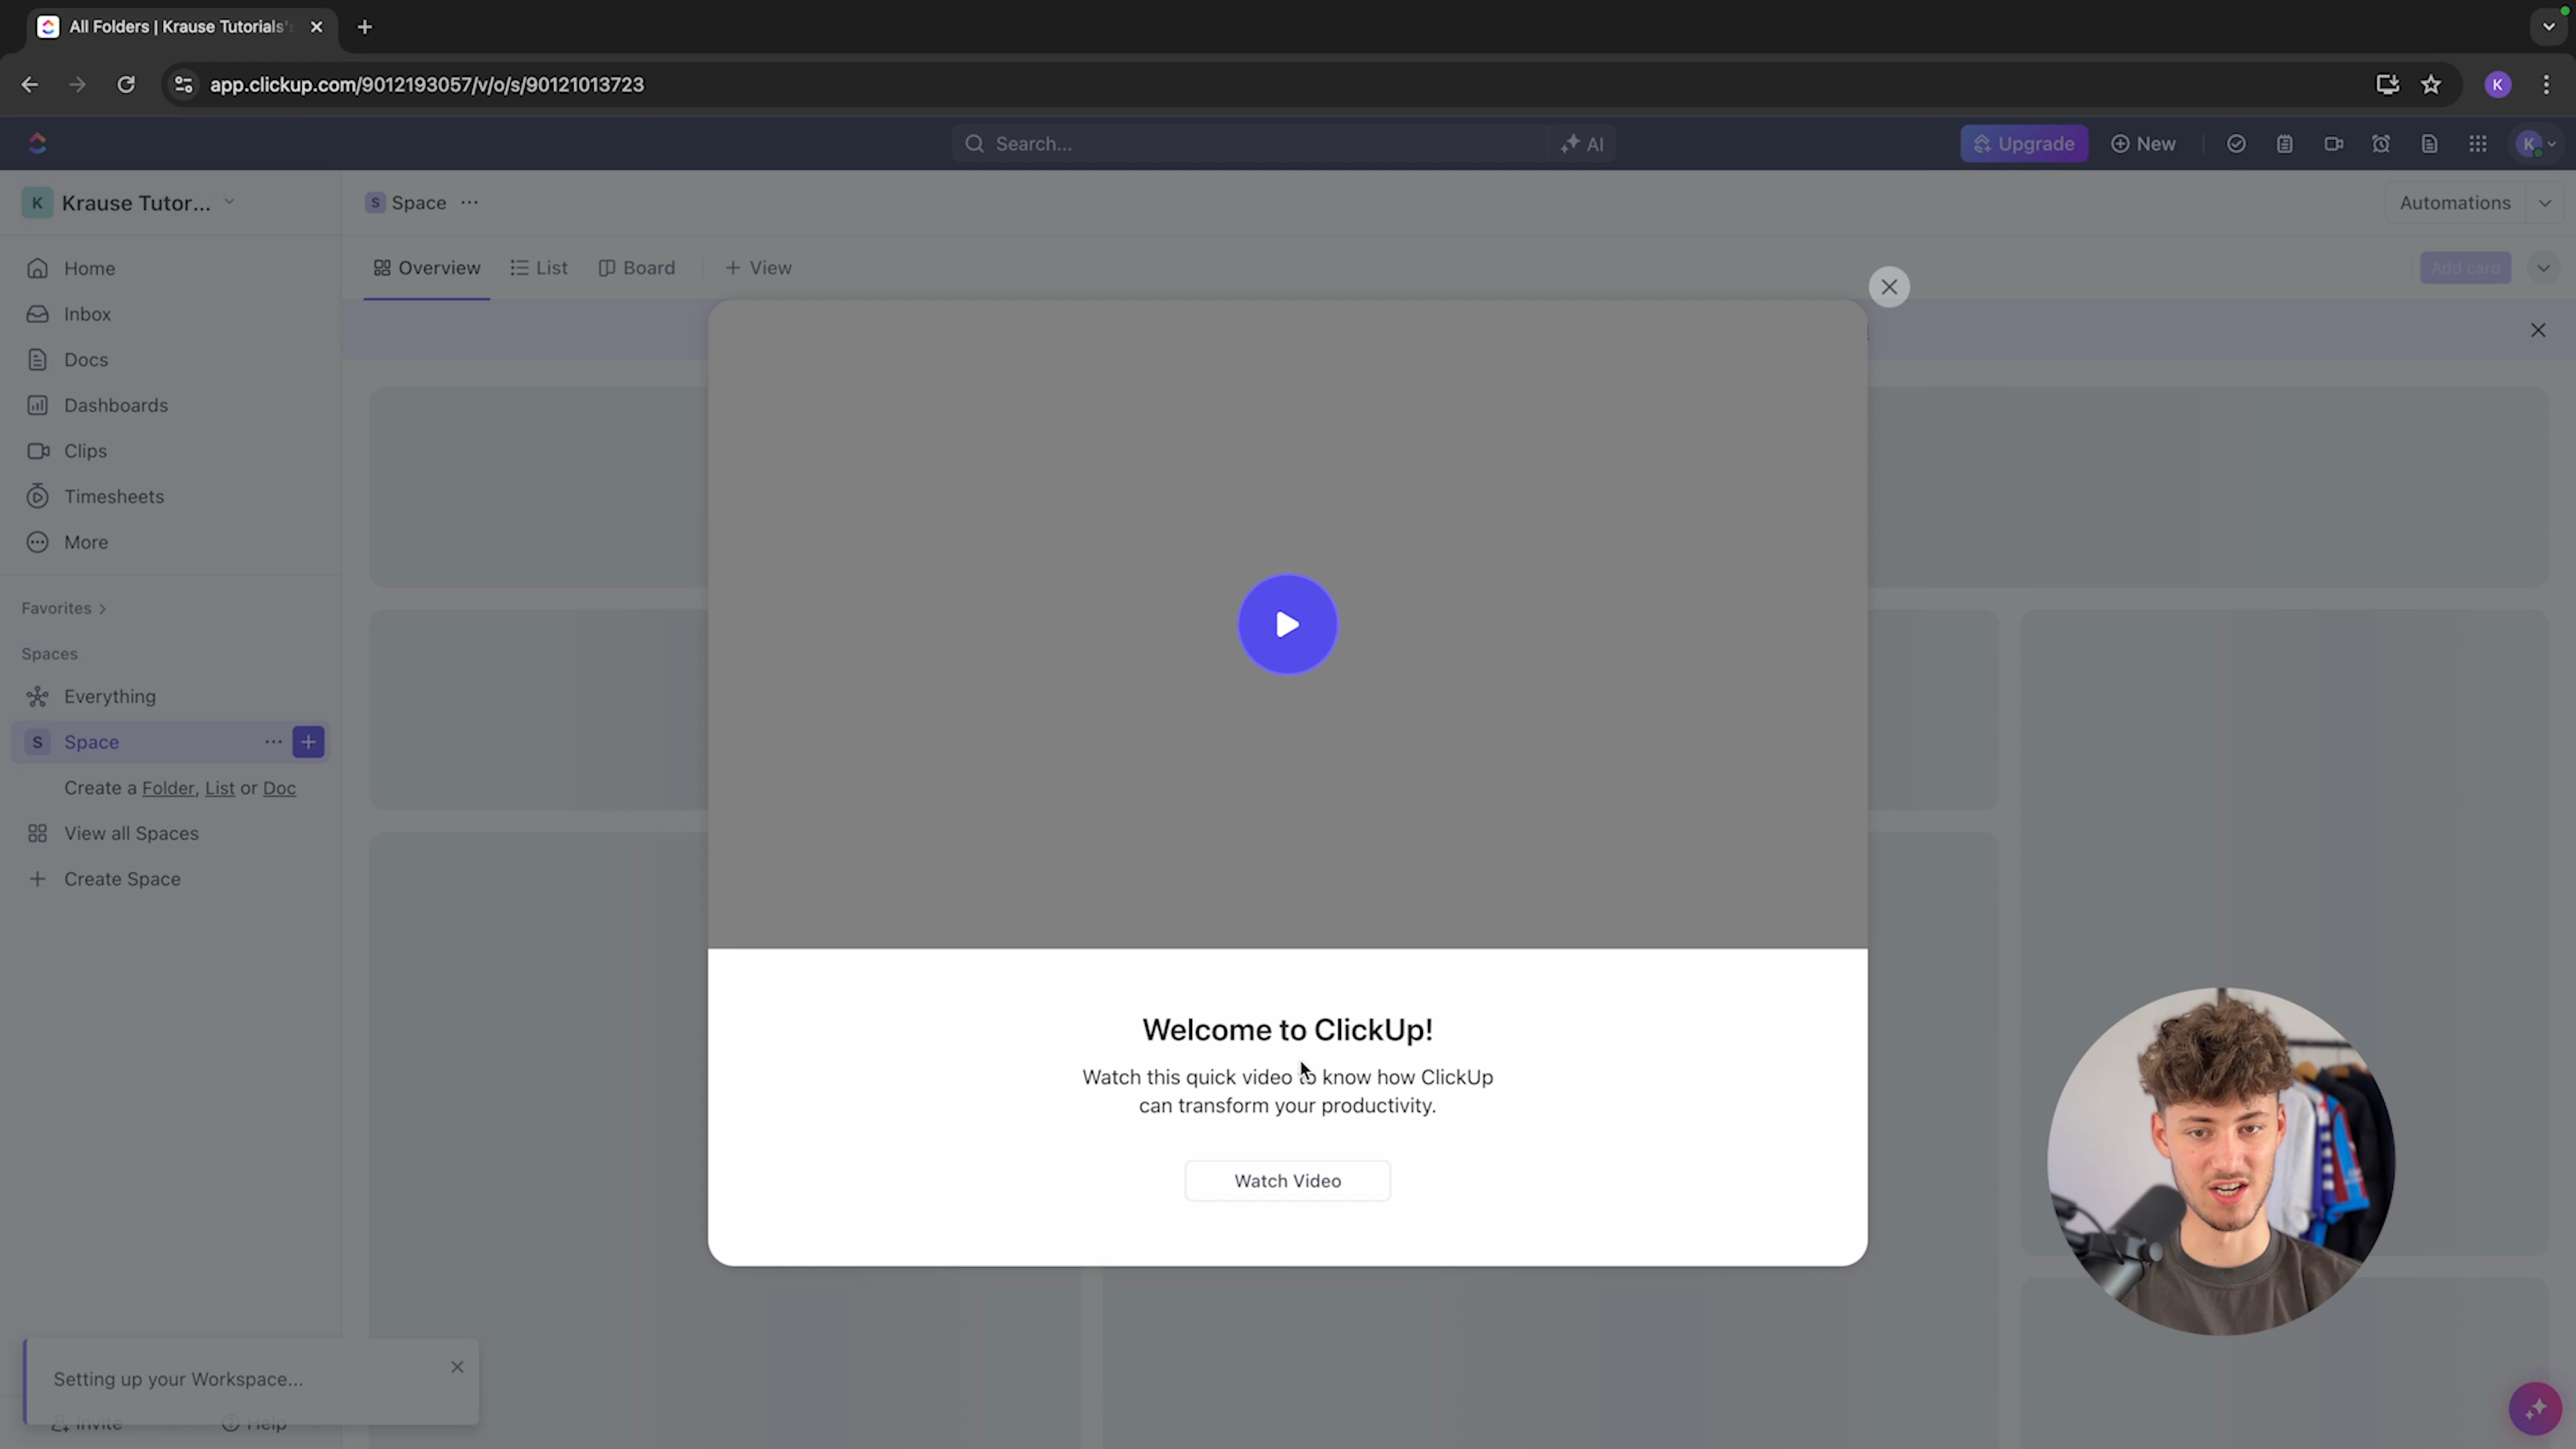 All Folders | Krause Tutorials'
app.clickup.com/9012193057/v/o/s/90121013723
K
Search...
AI
Upgrade
New
K
K
Krause Tutor...
S
Space
Automations
Home
Inbox
Docs
Dashboards
Clips
Timesheets
More
Favorites
Spaces
Everything
S
Space
Create a Folder, List or Doc
View all Spaces
Create Space
Overview
List
Board
View
Add card
Welcome to ClickUp!
Watch this quick video to know how ClickUp
can transform your productivity.
Watch Video
Setting up your Workspace...
Invite
Help